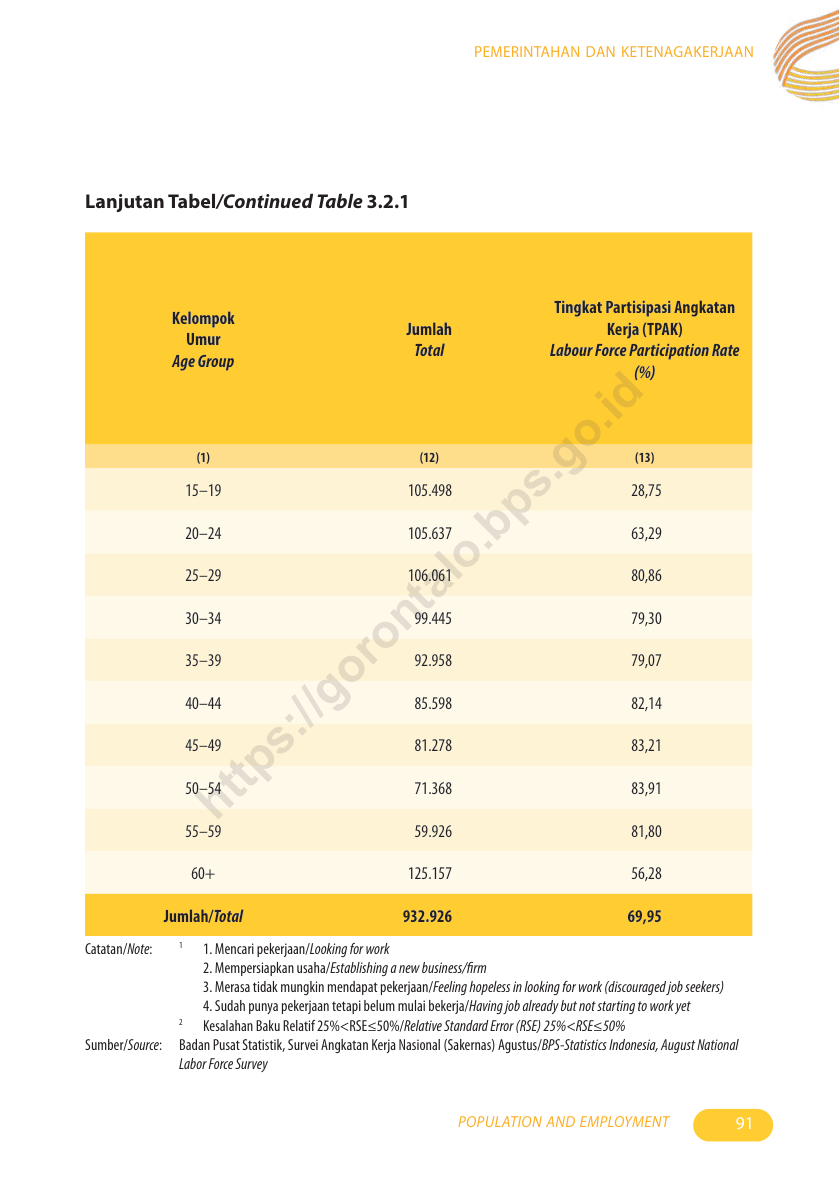 PEMERINTAHAN DAN KETENAGAKERJAAN
Lanjutan Tabel/Continued Table 3.2.1
Kelompok
Umur
Age Group
Jumlah
Total
Tingkat Partisipasi Angkatan
Kerja (TPAK)
Labour Force Participation Rate
(%)
(1) (12) (13)
15–19 105.498 28,75
20–24 105.637 63,29
25–29 106.061 80,86
30–34 99.445 79,30
35–39 92.958 79,07
40–44 85.598 82,14
45–49 81.278 83,21
50–54 71.368 83,91
55–59 59.926 81,80
60+ 125.157 56,28
Jumlah/Total 932.926 69,95
https://gorontalo.bps.go.id
Catatan/Note: 1 1. Mencari pekerjaan/Looking for work
2. Mempersiapkan usaha/Establishing a new business/firm
3. Merasa tidak mungkin mendapat pekerjaan/Feeling hopeless in looking for work (discouraged job seekers)
4. Sudah punya pekerjaan tetapi belum mulai bekerja/Having job already but not starting to work yet
2 Kesalahan Baku Relatif 25%<RSE≤50%/Relative Standard Error (RSE) 25%<RSE≤50%
Sumber/Source: Badan Pusat Statistik, Survei Angkatan Kerja Nasional (Sakernas) Agustus/BPS-Statistics Indonesia, August National
Labor Force Survey
POPULATION AND EMPLOYMENT 91